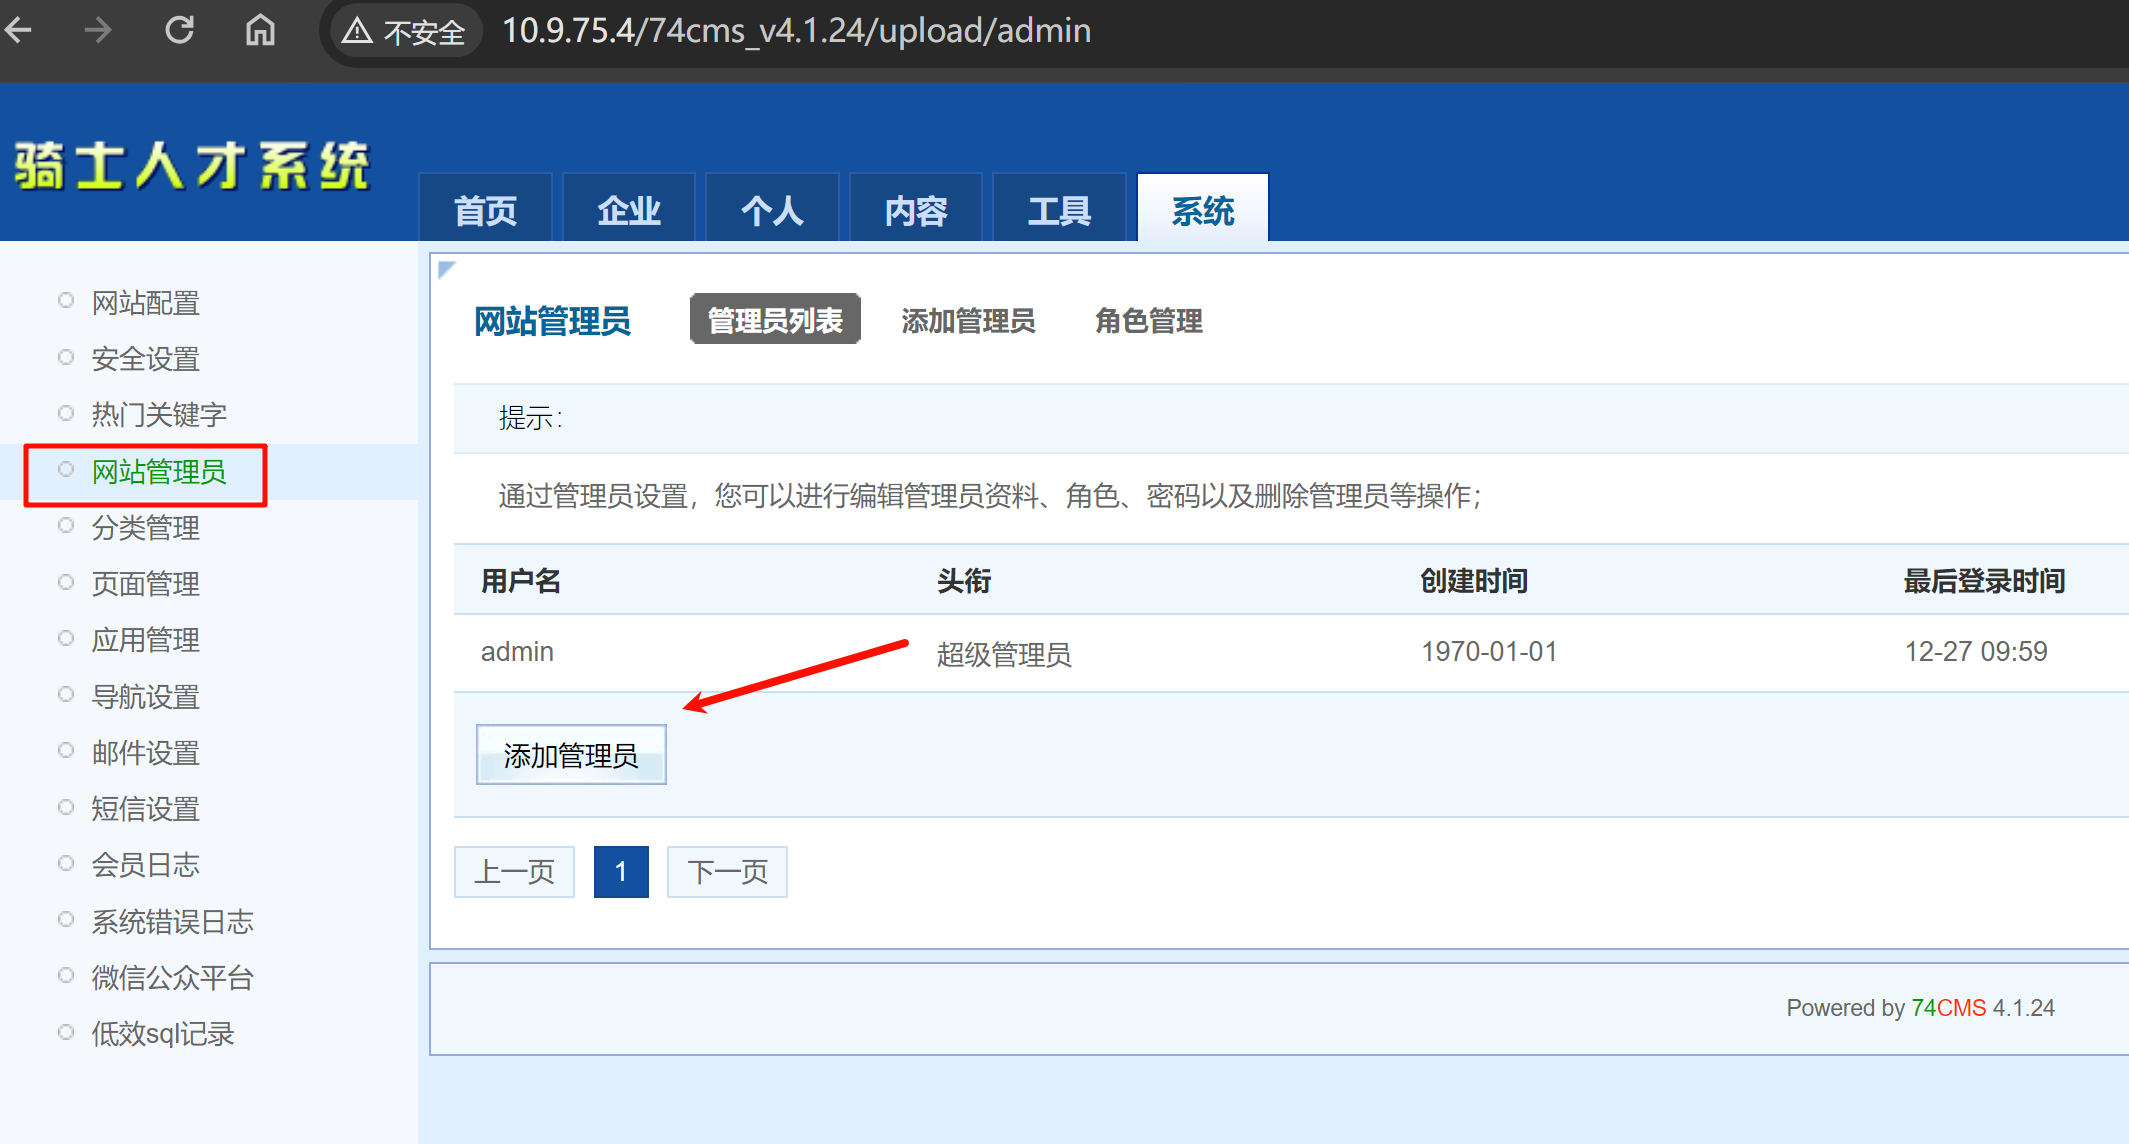 不安全 10.9.75.4/74cms_v4.1.24/upload/admin
骑士人才系统
首页 企业 个人 内容 工具 系统
网站配置
安全设置
热门关键字
网站管理员
分类管理
页面管理
应用管理
导航设置
邮件设置
短信设置
会员日志
系统错误日志
微信公众平台
低效sql记录
网站管理员 管理员列表 添加管理员 角色管理
提示：
通过管理员设置，您可以进行编辑管理员资料、角色、密码以及删除管理员等操作；
用户名 头衔 创建时间 最后登录时间
admin 超级管理员 1970-01-01 12-27 09:59
添加管理员
上一页 1 下一页
Powered by 74CMS 4.1.24